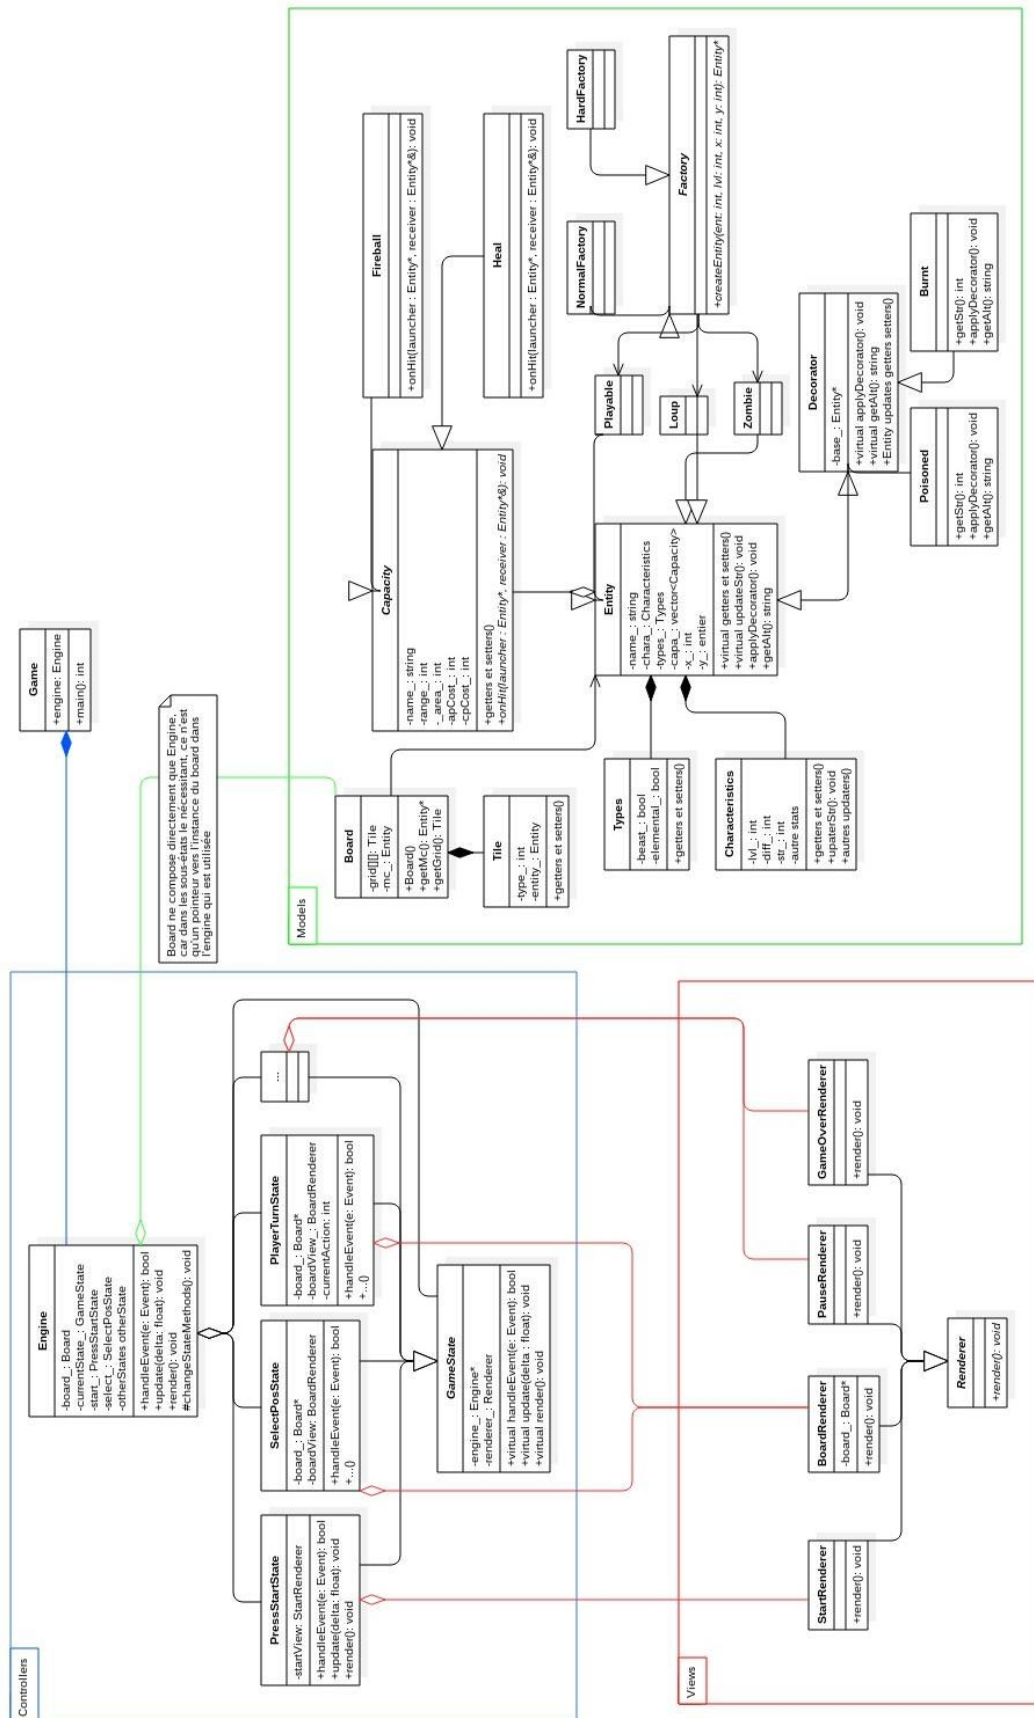 Game
+engine: Engine
+main(): int
Board ne compose directement que Engine,
car dans les sous-états le nécessitant, ce n'est
qu'un pointeur vers l'instance du board dans
l'engine qui est utilisée
Controllers
Engine
-board_: Board
-currentState_: GameState
-start_: PressStartState
-select_: SelectPosState
-otherStates otherState
+handleEvent(e: Event): bool
+update(delta: float): void
+render(): void
#changeStateMethods(): void
PressStartState
-startView: StartRenderer
+handleEvent(e: Event): bool
+update(delta: float): void
+render(): void
SelectPosState
-board_: Board*
-boardView: BoardRenderer
+handleEvent(e: Event): bool
+...()
PlayerTurnState
-board_: Board*
-boardView_: BoardRenderer
-currentAction: int
+handleEvent(e: Event): bool
+...()
...
GameState
-engine_: Engine*
-renderer_: Renderer
+virtual handleEvent(e: Event): bool
+virtual update(delta : float): void
+virtual render(): void
Views
StartRenderer
+render(): void
BoardRenderer
-board_: Board*
+render(): void
PauseRenderer
+render(): void
GameOverRenderer
+render(): void
Renderer
+render(): void
Models
Board
-grid[][]: Tile
-mc_: Entity
+Board()
+getMc(): Entity*
+getGrid(): Tile
Tile
-type_: int
-entity_: Entity
+getters et setters()
Types
-beast_: bool
-elemental_: bool
+getters et setters()
Characteristics
-lvl_: int
-diff_: int
-str_: int
-autre stats
+getters et setters()
+upaterStr(): void
+autres updaters()
Capacity
-name_: string
-range_: int
-_area_: int
-apCost_: int
-cpCost_: int
+getters et setters()
+onHit(launcher : Entity*, receiver : Entity*&): void
Fireball
+onHit(launcher : Entity*, receiver : Entity*&): void
Heal
+onHit(launcher : Entity*, receiver : Entity*&): void
Entity
-name_: string
-chara_: Characteristics
-types_: Types
-capa_: vector<Capacity>
-x_: int
-y_: entier
+virtual getters et setters()
+virtual updateStr(): void
+applyDecorator(): void
+getAlt(): string
Playable
Loup
Zombie
NormalFactory
HardFactory
Factory
+createEntity(ent: int, lvl: int, x: int, y: int): Entity*
Decorator
-base_: Entity*
+virtual applyDecorator(): void
+virtual getAlt(): string
+Entity updates getters setters()
Poisoned
+getStr(): int
+applyDecorator(): void
+getAlt(): string
Burnt
+getStr(): int
+applyDecorator(): void
+getAlt(): string